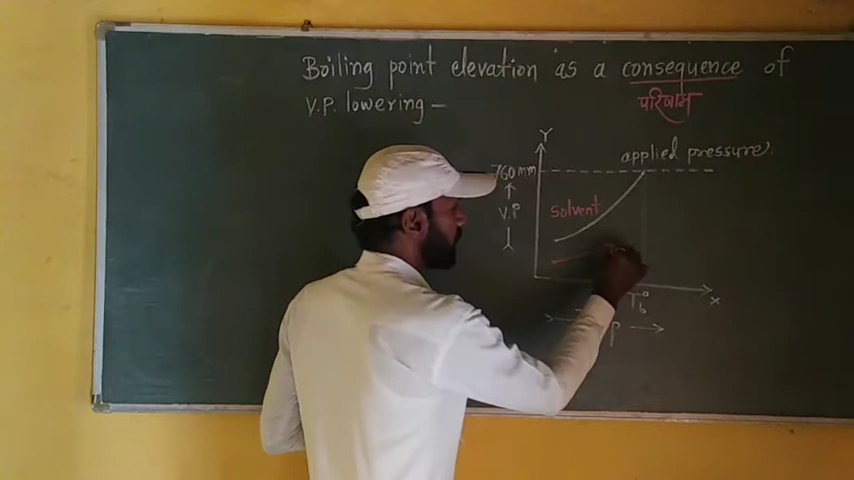 Boiling point elevation as a consequence of
परिणाम
V.P. lowering —
Y
applied pressure.
760 mm
solvent
V.P
T°b
X
P